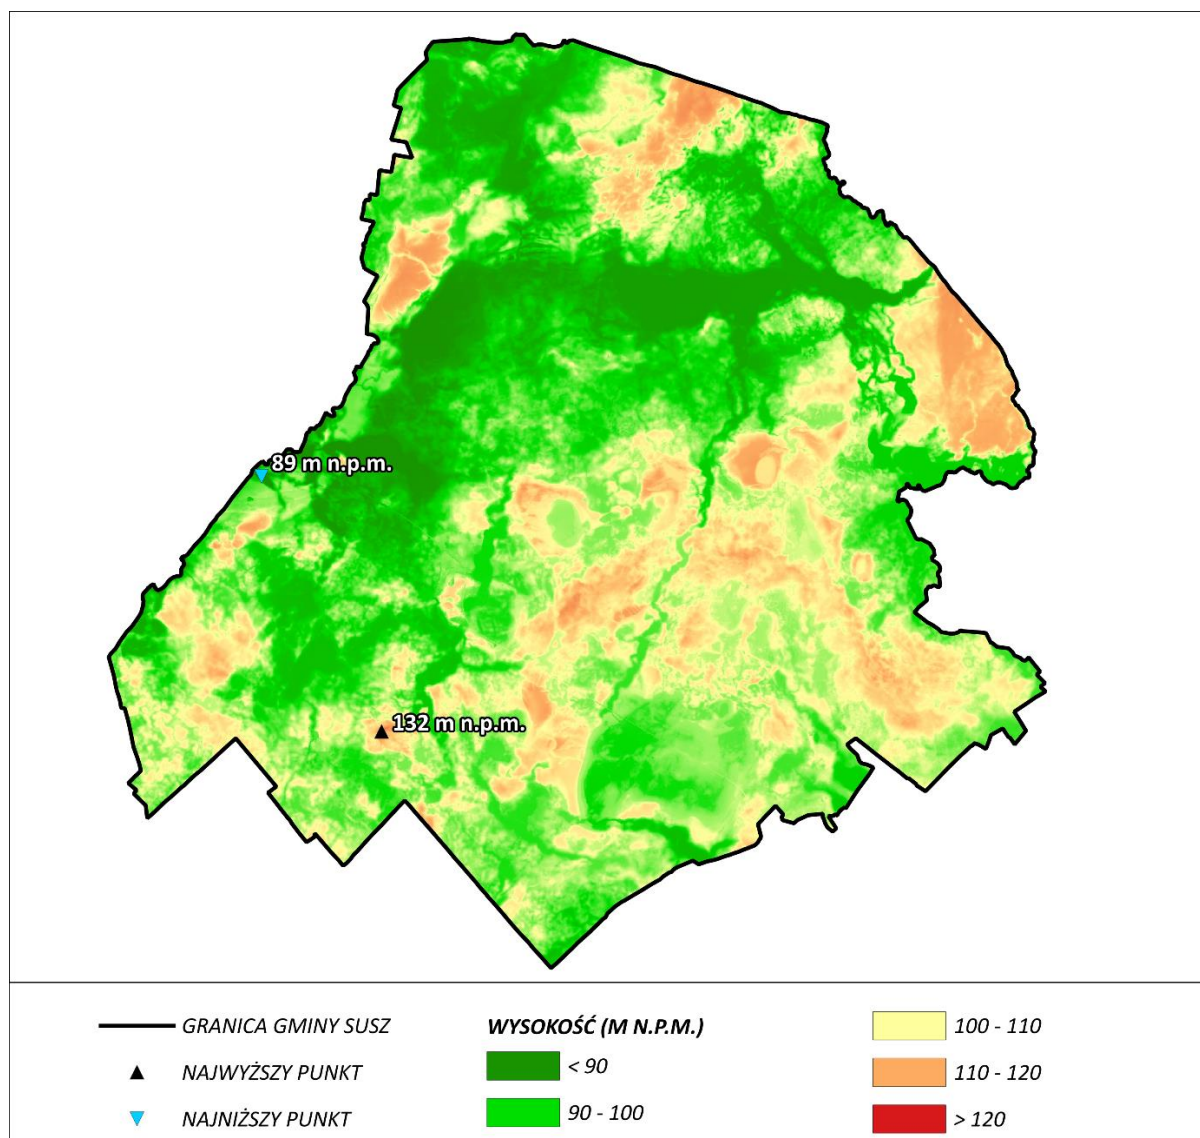 89 m n.p.m.
132 m n.p.m.
GRANICA GMINY SUSZ
NAJWYŻSZY PUNKT
NAJNIŻSZY PUNKT
WYSOKOŚĆ (M N.P.M.)
< 90
90 - 100
100 - 110
110 - 120
> 120